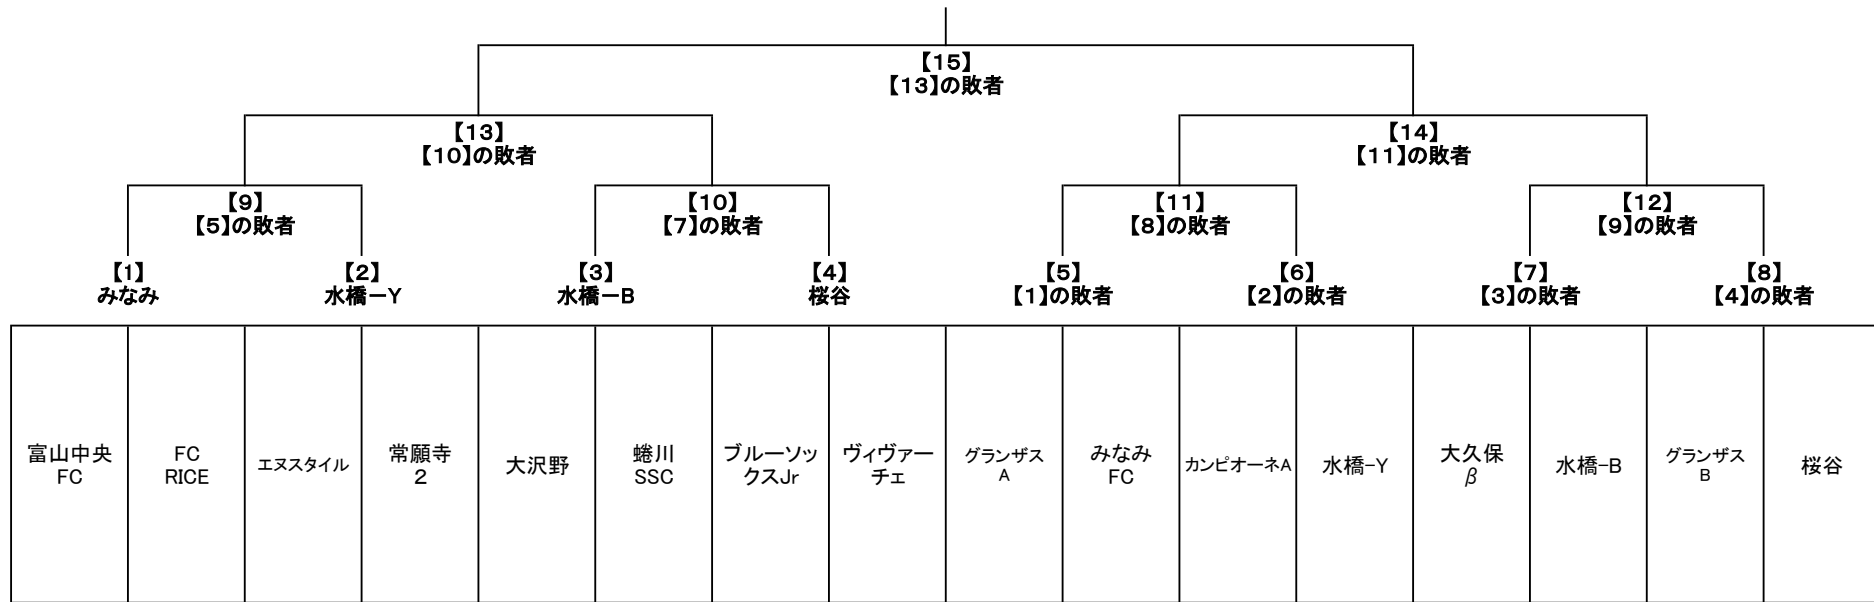 【15】
【13】の敗者
【13】
【10】の敗者
【14】
【11】の敗者
【9】
【5】の敗者
【10】
【7】の敗者
【11】
【8】の敗者
【12】
【9】の敗者
【1】
みなみ
【2】
水橋－Y
【3】
水橋－B
【4】
桜谷
【5】
【1】の敗者
【6】
【2】の敗者
【7】
【3】の敗者
【8】
【4】の敗者
富山中央
FC
FC
RICE
エヌスタイル
常願寺
2
大沢野
蜷川
SSC
ブルーソッ
クスJr
ヴィヴァー
チェ
グランザス
A
みなみ
FC
カンピオーネA
水橋-Y
大久保
β
水橋-B
グランザス
B
桜谷